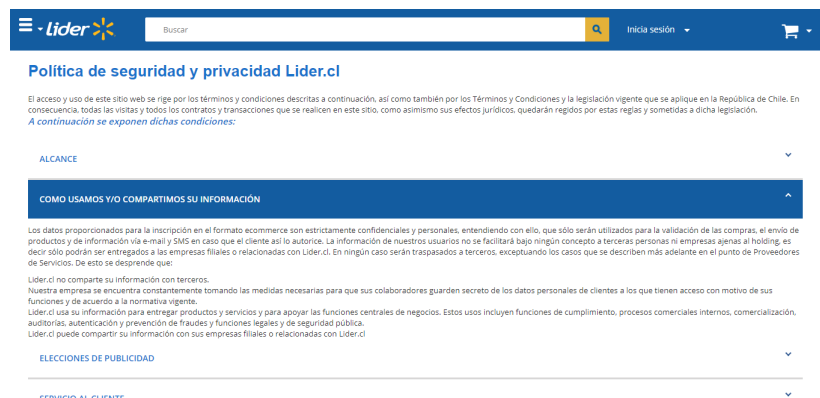 Lider
Buscar
Inicia sesión
Política de seguridad y privacidad Lider.cl
El acceso y uso de este sitio web se rige por los términos y condiciones descritas a continuación, así como también por los Términos y Condiciones y la legislación vigente que se aplique en la República de Chile. En
consecuencia, todas las visitas y todos los contratos y transacciones que se realicen en este sitio, como asimismo sus efectos jurídicos, quedarán regidos por estas reglas y sometidas a dicha legislación.
A continuación se exponen dichas condiciones:
ALCANCE
COMO USAMOS Y/O COMPARTIMOS SU INFORMACIÓN
Los datos proporcionados para la inscripción en el formato ecommerce son estrictamente confidenciales y personales, entendiendo con ello, que sólo serán utilizados para la validación de las compras, el envío de
productos y de información vía e-mail y SMS en caso que el cliente así lo autorice. La información de nuestros usuarios no se facilitará bajo ningún concepto a terceras personas ni empresas ajenas al holding, es
decir sólo podrán ser entregados a las empresas filiales o relacionadas con Lider.cl. En ningún caso serán traspasados a terceros, exceptuando los casos que se describen más adelante en el punto de Proveedores
de Servicios. De esto se desprende que:
Lider.cl no comparte su información con terceros.
Nuestra empresa se encuentra constantemente tomando las medidas necesarias para que sus colaboradores guarden secreto de los datos personales de clientes a los que tienen acceso con motivo de sus
funciones y de acuerdo a la normativa vigente.
Lider.cl usa su información para entregar productos y servicios y para apoyar las funciones centrales de negocios. Estos usos incluyen funciones de cumplimiento, procesos comerciales internos, comercialización,
auditorías, autenticación y prevención de fraudes y funciones legales y de seguridad pública.
Lider.cl puede compartir su información con sus empresas filiales o relacionadas con Lider.cl
ELECCIONES DE PUBLICIDAD
SERVICIO AL CLIENTE